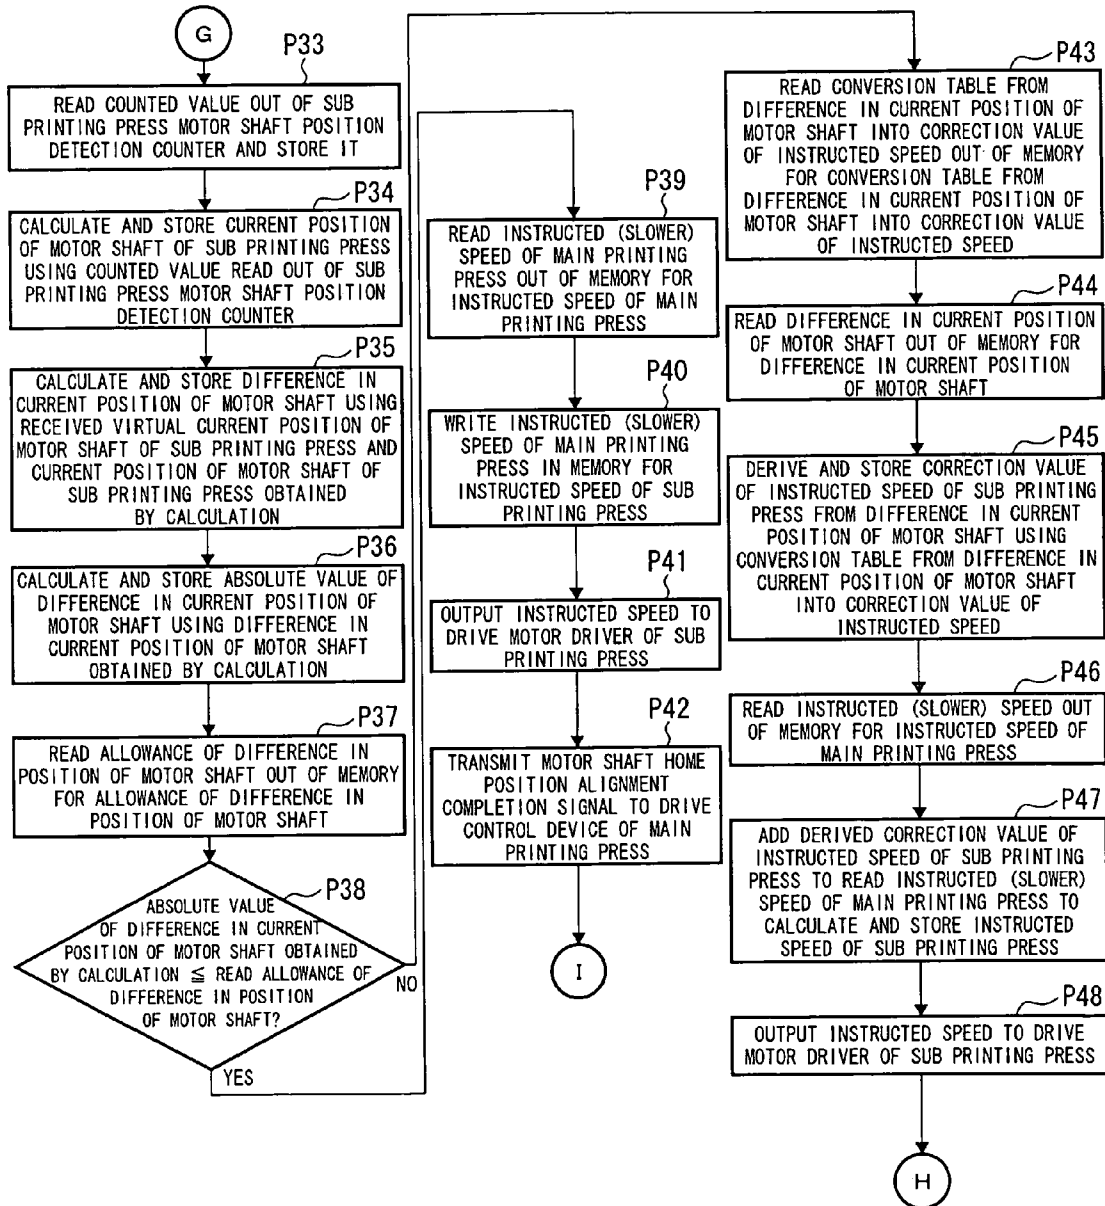 G
P33
READ COUNTED VALUE OUT OF SUB
PRINTING PRESS MOTOR SHAFT POSITION
DETECTION COUNTER AND STORE IT
P34
CALCULATE AND STORE CURRENT POSITION
OF MOTOR SHAFT OF SUB PRINTING PRESS
USING COUNTED VALUE READ OUT OF SUB
PRINTING PRESS MOTOR SHAFT POSITION
DETECTION COUNTER
P35
CALCULATE AND STORE DIFFERENCE IN
CURRENT POSITION OF MOTOR SHAFT USING
RECEIVED VIRTUAL CURRENT POSITION OF
MOTOR SHAFT OF SUB PRINTING PRESS AND
CURRENT POSITION OF MOTOR SHAFT OF
SUB PRINTING PRESS OBTAINED
BY CALCULATION
P36
CALCULATE AND STORE ABSOLUTE VALUE OF
DIFFERENCE IN CURRENT POSITION OF
MOTOR SHAFT USING DIFFERENCE IN
CURRENT POSITION OF MOTOR SHAFT
OBTAINED BY CALCULATION
P37
READ ALLOWANCE OF DIFFERENCE IN
POSITION OF MOTOR SHAFT OUT OF MEMORY
FOR ALLOWANCE OF DIFFERENCE IN
POSITION OF MOTOR SHAFT
P38
ABSOLUTE VALUE
OF DIFFERENCE IN CURRENT
POSITION OF MOTOR SHAFT OBTAINED
BY CALCULATION ≦ READ ALLOWANCE OF
DIFFERENCE IN POSITION
OF MOTOR SHAFT?
NO
YES
P39
READ INSTRUCTED (SLOWER)
SPEED OF MAIN PRINTING
PRESS OUT OF MEMORY FOR
INSTRUCTED SPEED OF MAIN
PRINTING PRESS
P40
WRITE INSTRUCTED (SLOWER)
SPEED OF MAIN PRINTING
PRESS IN MEMORY FOR
INSTRUCTED SPEED OF SUB
PRINTING PRESS
P41
OUTPUT INSTRUCTED SPEED TO
DRIVE MOTOR DRIVER OF SUB
PRINTING PRESS
P42
TRANSMIT MOTOR SHAFT HOME
POSITION ALIGNMENT
COMPLETION SIGNAL TO DRIVE
CONTROL DEVICE OF MAIN
PRINTING PRESS
I
P43
READ CONVERSION TABLE FROM
DIFFERENCE IN CURRENT POSITION OF
MOTOR SHAFT INTO CORRECTION VALUE
OF INSTRUCTED SPEED OUT OF MEMORY
FOR CONVERSION TABLE FROM
DIFFERENCE IN CURRENT POSITION OF
MOTOR SHAFT INTO CORRECTION VALUE
OF INSTRUCTED SPEED
P44
READ DIFFERENCE IN CURRENT POSITION
OF MOTOR SHAFT OUT OF MEMORY FOR
DIFFERENCE IN CURRENT POSITION
OF MOTOR SHAFT
P45
DERIVE AND STORE CORRECTION VALUE
OF INSTRUCTED SPEED OF SUB PRINTING
PRESS FROM DIFFERENCE IN CURRENT
POSITION OF MOTOR SHAFT USING
CONVERSION TABLE FROM DIFFERENCE IN
CURRENT POSITION OF MOTOR SHAFT
INTO CORRECTION VALUE OF
INSTRUCTED SPEED
P46
READ INSTRUCTED (SLOWER) SPEED OUT
OF MEMORY FOR INSTRUCTED SPEED OF
MAIN PRINTING PRESS
P47
ADD DERIVED CORRECTION VALUE OF
INSTRUCTED SPEED OF SUB PRINTING
PRESS TO READ INSTRUCTED (SLOWER)
SPEED OF MAIN PRINTING PRESS TO
CALCULATE AND STORE INSTRUCTED
SPEED OF SUB PRINTING PRESS
P48
OUTPUT INSTRUCTED SPEED TO DRIVE
MOTOR DRIVER OF SUB PRINTING PRESS
H